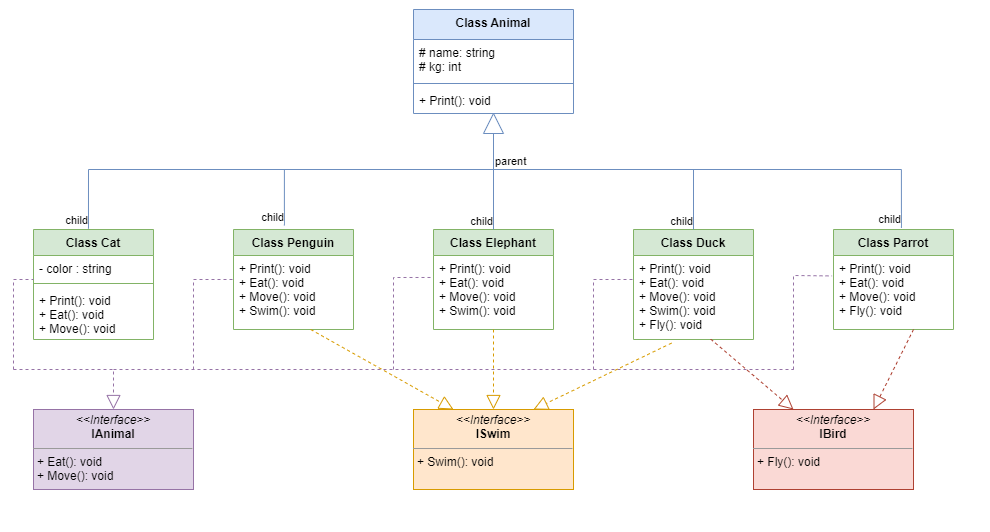 Class Animal
# name: string
# kg: int
+ Print(): void
parent
child
child
child
child
child
Class Cat
- color : string
+ Print(): void
+ Eat(): void
+ Move(): void
Class Penguin
+ Print(): void
+ Eat(): void
+ Move(): void
+ Swim(): void
Class Elephant
+ Print(): void
+ Eat(): void
+ Move(): void
+ Swim(): void
Class Duck
+ Print(): void
+ Eat(): void
+ Move(): void
+ Swim(): void
+ Fly(): void
Class Parrot
+ Print(): void
+ Eat(): void
+ Move(): void
+ Fly(): void
<<Interface>>
IAnimal
+ Eat(): void
+ Move(): void
<<Interface>>
ISwim
+ Swim(): void
<<Interface>>
IBird
+ Fly(): void